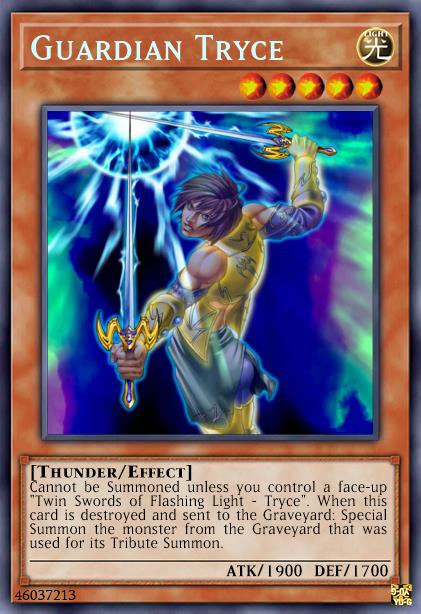 GUARDIAN TRYCE
LIGHT
光
[THUNDER/EFFECT]
Cannot be Summoned unless you control a face-up
"Twin Swords of Flashing Light - Tryce". When this
card is destroyed and sent to the Graveyard: Special
Summon the monster from the Graveyard that was
used for its Tribute Summon.
ATK/1900 DEF/1700
46037213